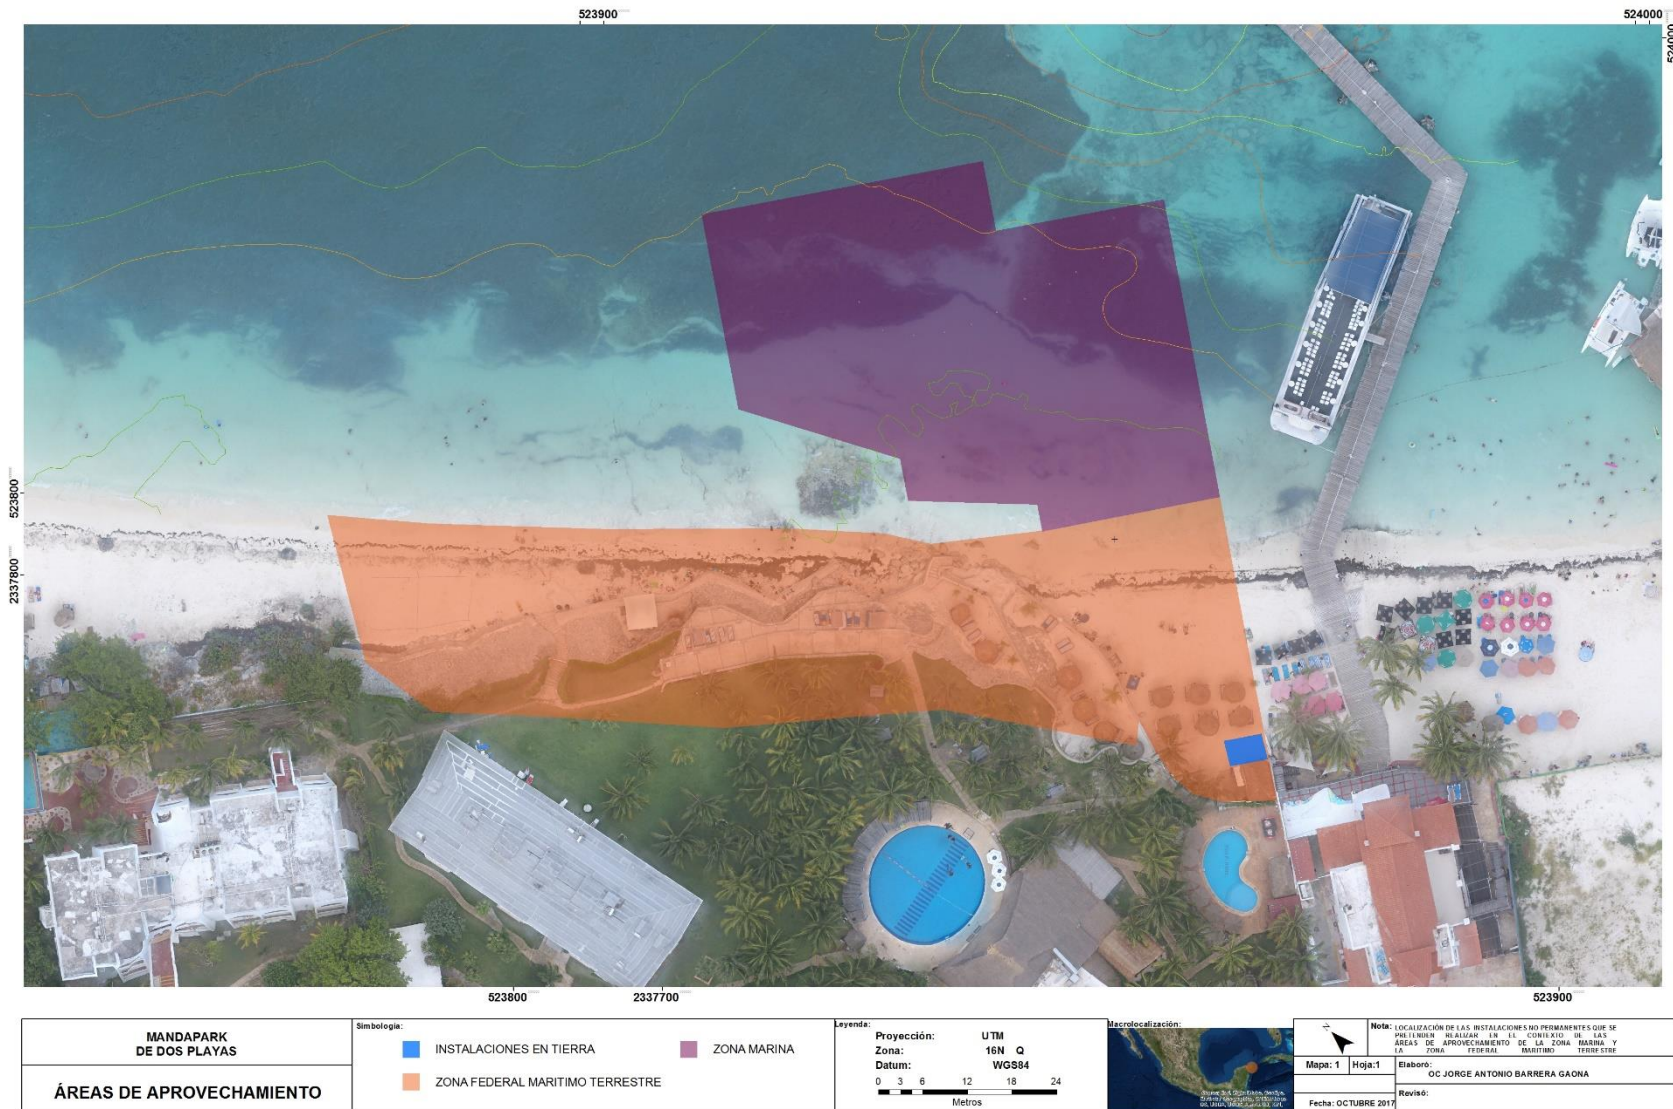 523900
524000
524000
523800
2337800
523800
2337700
523900
MANDAPARK
DE DOS PLAYAS
ÁREAS DE APROVECHAMIENTO
Simbología:
INSTALACIONES EN TIERRA
ZONA MARINA
ZONA FEDERAL MARITIMO TERRESTRE
Leyenda:
Proyección: UTM
Zona: 16N Q
Datum: WGS84
0 3 6 12 18 24
Metros
Macrolocalización:
Nota: LOCALIZACIÓN DE LAS INSTALACIONES NO PERMANENTES QUE SE
PRETENDEN REALIZAR EN EL CONTEXTO DE LAS
ÁREAS DE APROVECHAMIENTO DE LA ZONA MARINA Y
LA ZONA FEDERAL MARITIMO TERRESTRE
Mapa: 1 Hoja:1
Elaboró:
OC JORGE ANTONIO BARRERA GAONA
Revisó:
Fecha: OCTUBRE 2017